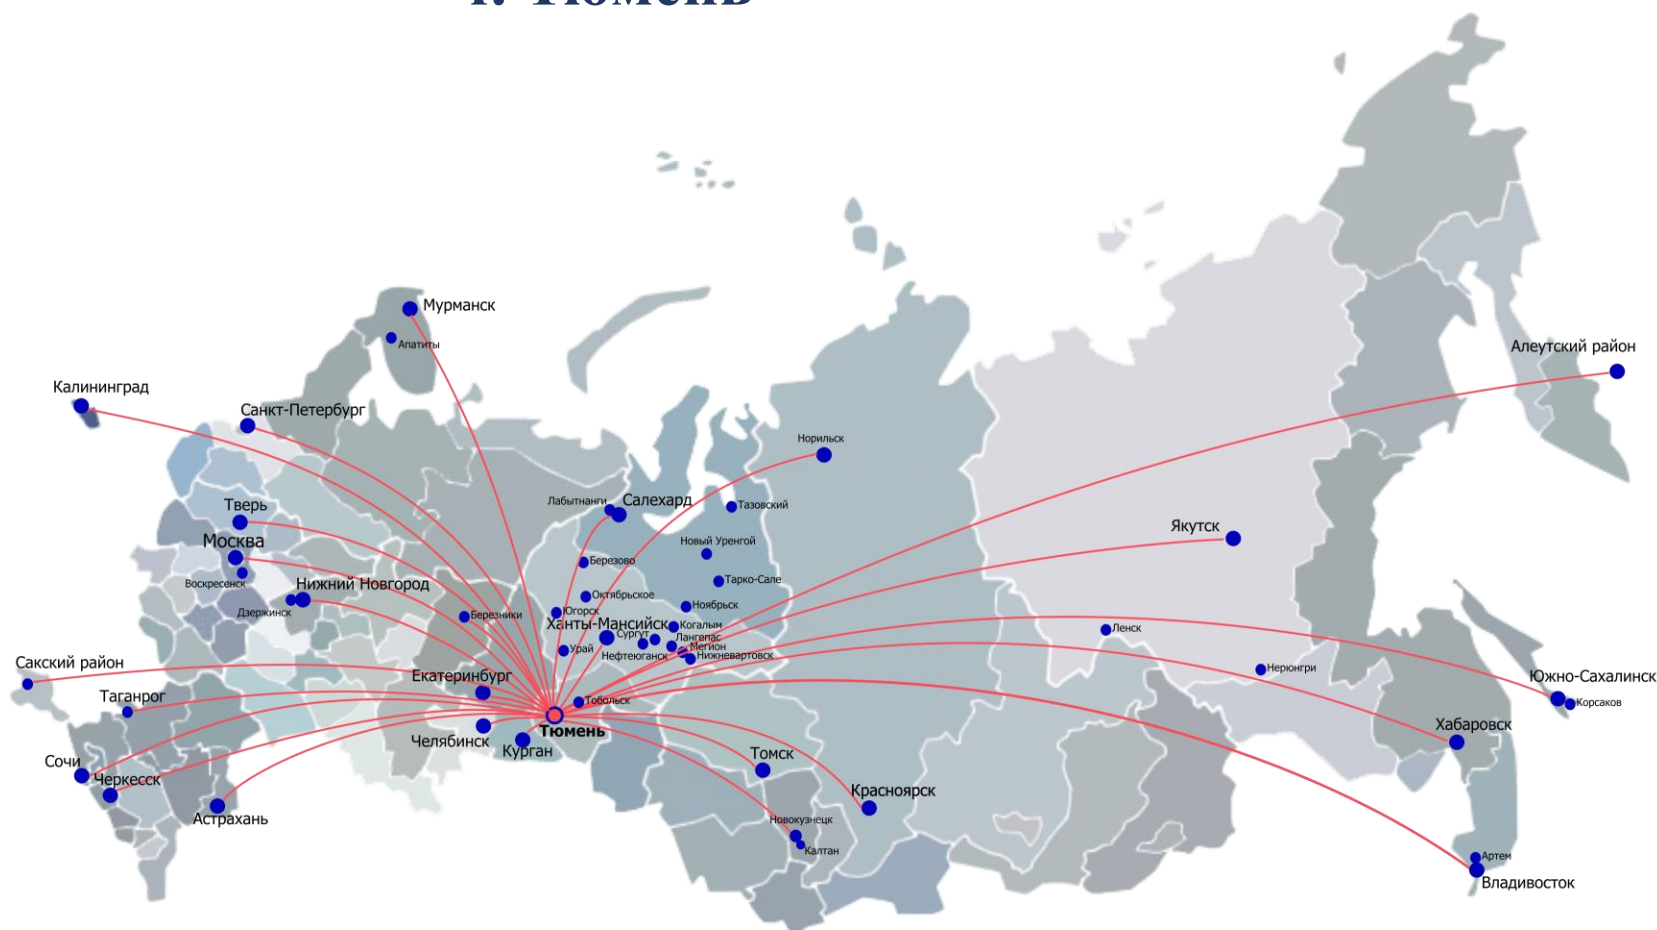 г. Тюмень
Мурманск
Апатиты
Алеутский район
Калининград
Санкт-Петербург
Норильск
Лабытнанги
Салехард
Тазовский
Тверь
Якутск
Москва
Новый Уренгой
Березово
Воскресенск
Нижний Новгород
Тарко-Сале
Октябрьское
Дзержинск
Березники
Югорск
Ноябрьск
Ханты-Мансийск
Когалым
Сургут
Лангепас
Ленск
Урай
Нефтеюганск
Мегион
Нижневартовск
Сакский район
Нерюнгри
Екатеринбург
Южно-Сахалинск
Таганрог
Тобольск
Корсаков
Тюмень
Хабаровск
Челябинск
Курган
Томск
Сочи
Черкесск
Красноярск
Астрахань
Новокузнецк
Калтан
Артем
Владивосток